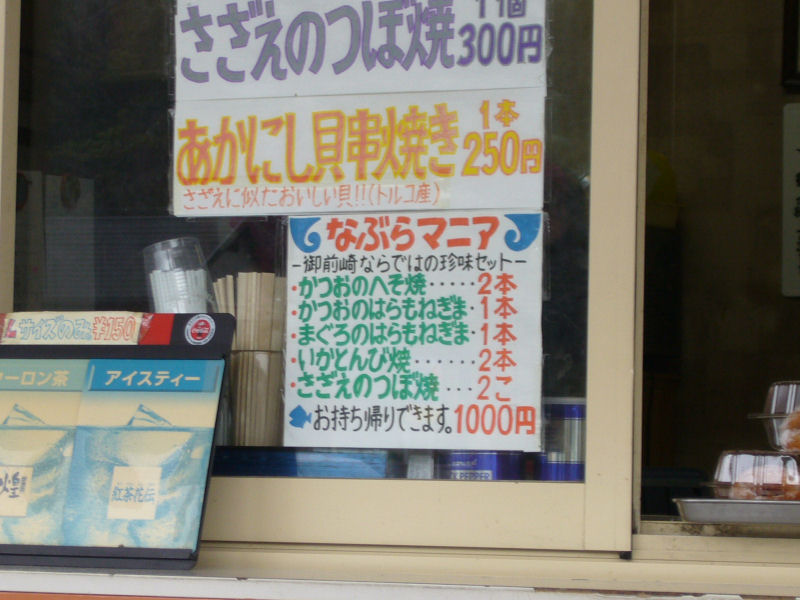 11個
さざえのつぼ焼 300円
あかにし貝串焼き 1本 250円
さざえに似たおいしい貝!!(トルコ産)
なぶらマニア
-御前崎ならではの珍味セット-
・かつおのへそ焼・・・・・2本
・かつおのはらもねぎま・1本
・まぐろのはらもねぎま・1本
・いかとんび焼・・・・・・2本
・さざえのつぼ焼・・・2こ
お持ち帰りできます。1000円
サイズのみ ¥150
ーロン茶
アイスティー
煌
紅茶花伝
PEPPER